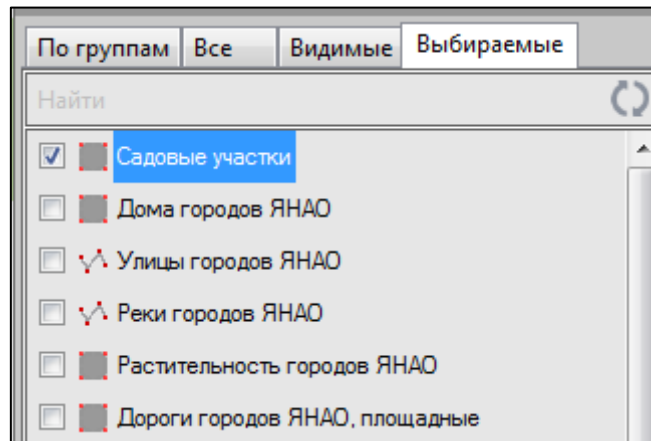 По группам Все Видимые Выбираемые
Найти
Садовые участки
Дома городов ЯНАО
Улицы городов ЯНАО
Реки городов ЯНАО
Растительность городов ЯНАО
Дороги городов ЯНАО, площадные